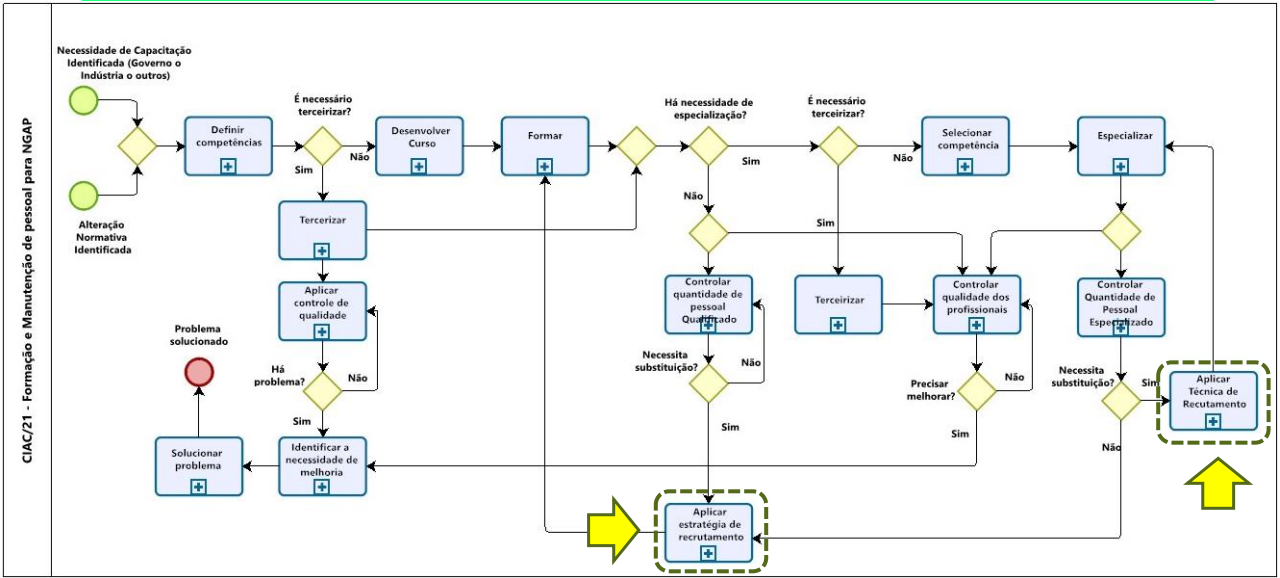 CIAC/21 - Formação e Manutenção de pessoal para NGAP
Necessidade de Capacitação
Identificada (Governo o
Indústria o outros)
Alteração
Normativa
Identificada
Definir
competências
É necessário
terceirizar?
Não
Sim
Desenvolver
Curso
Formar
Há necessidade de
especialização?
Sim
Não
É necessário
terceirizar?
Não
Sim
Selecionar
competência
Especializar
Tercerizar
Aplicar
controle de
qualidade
Há
problema?
Não
Sim
Identificar a
necessidade de
melhoria
Solucionar
problema
Problema
solucionado
Controlar
quantidade de
pessoal
Qualificado
Necessita
substituição?
Não
Sim
Terceirizar
Controlar
qualidade dos
profissionais
Precisar
melhorar?
Não
Sim
Controlar
Quantidade de
Pessoal
Especializado
Necessita
substituição?
Sim
Não
Aplicar
Técnica de
Recutamento
Aplicar
estratégia de
recrutamento